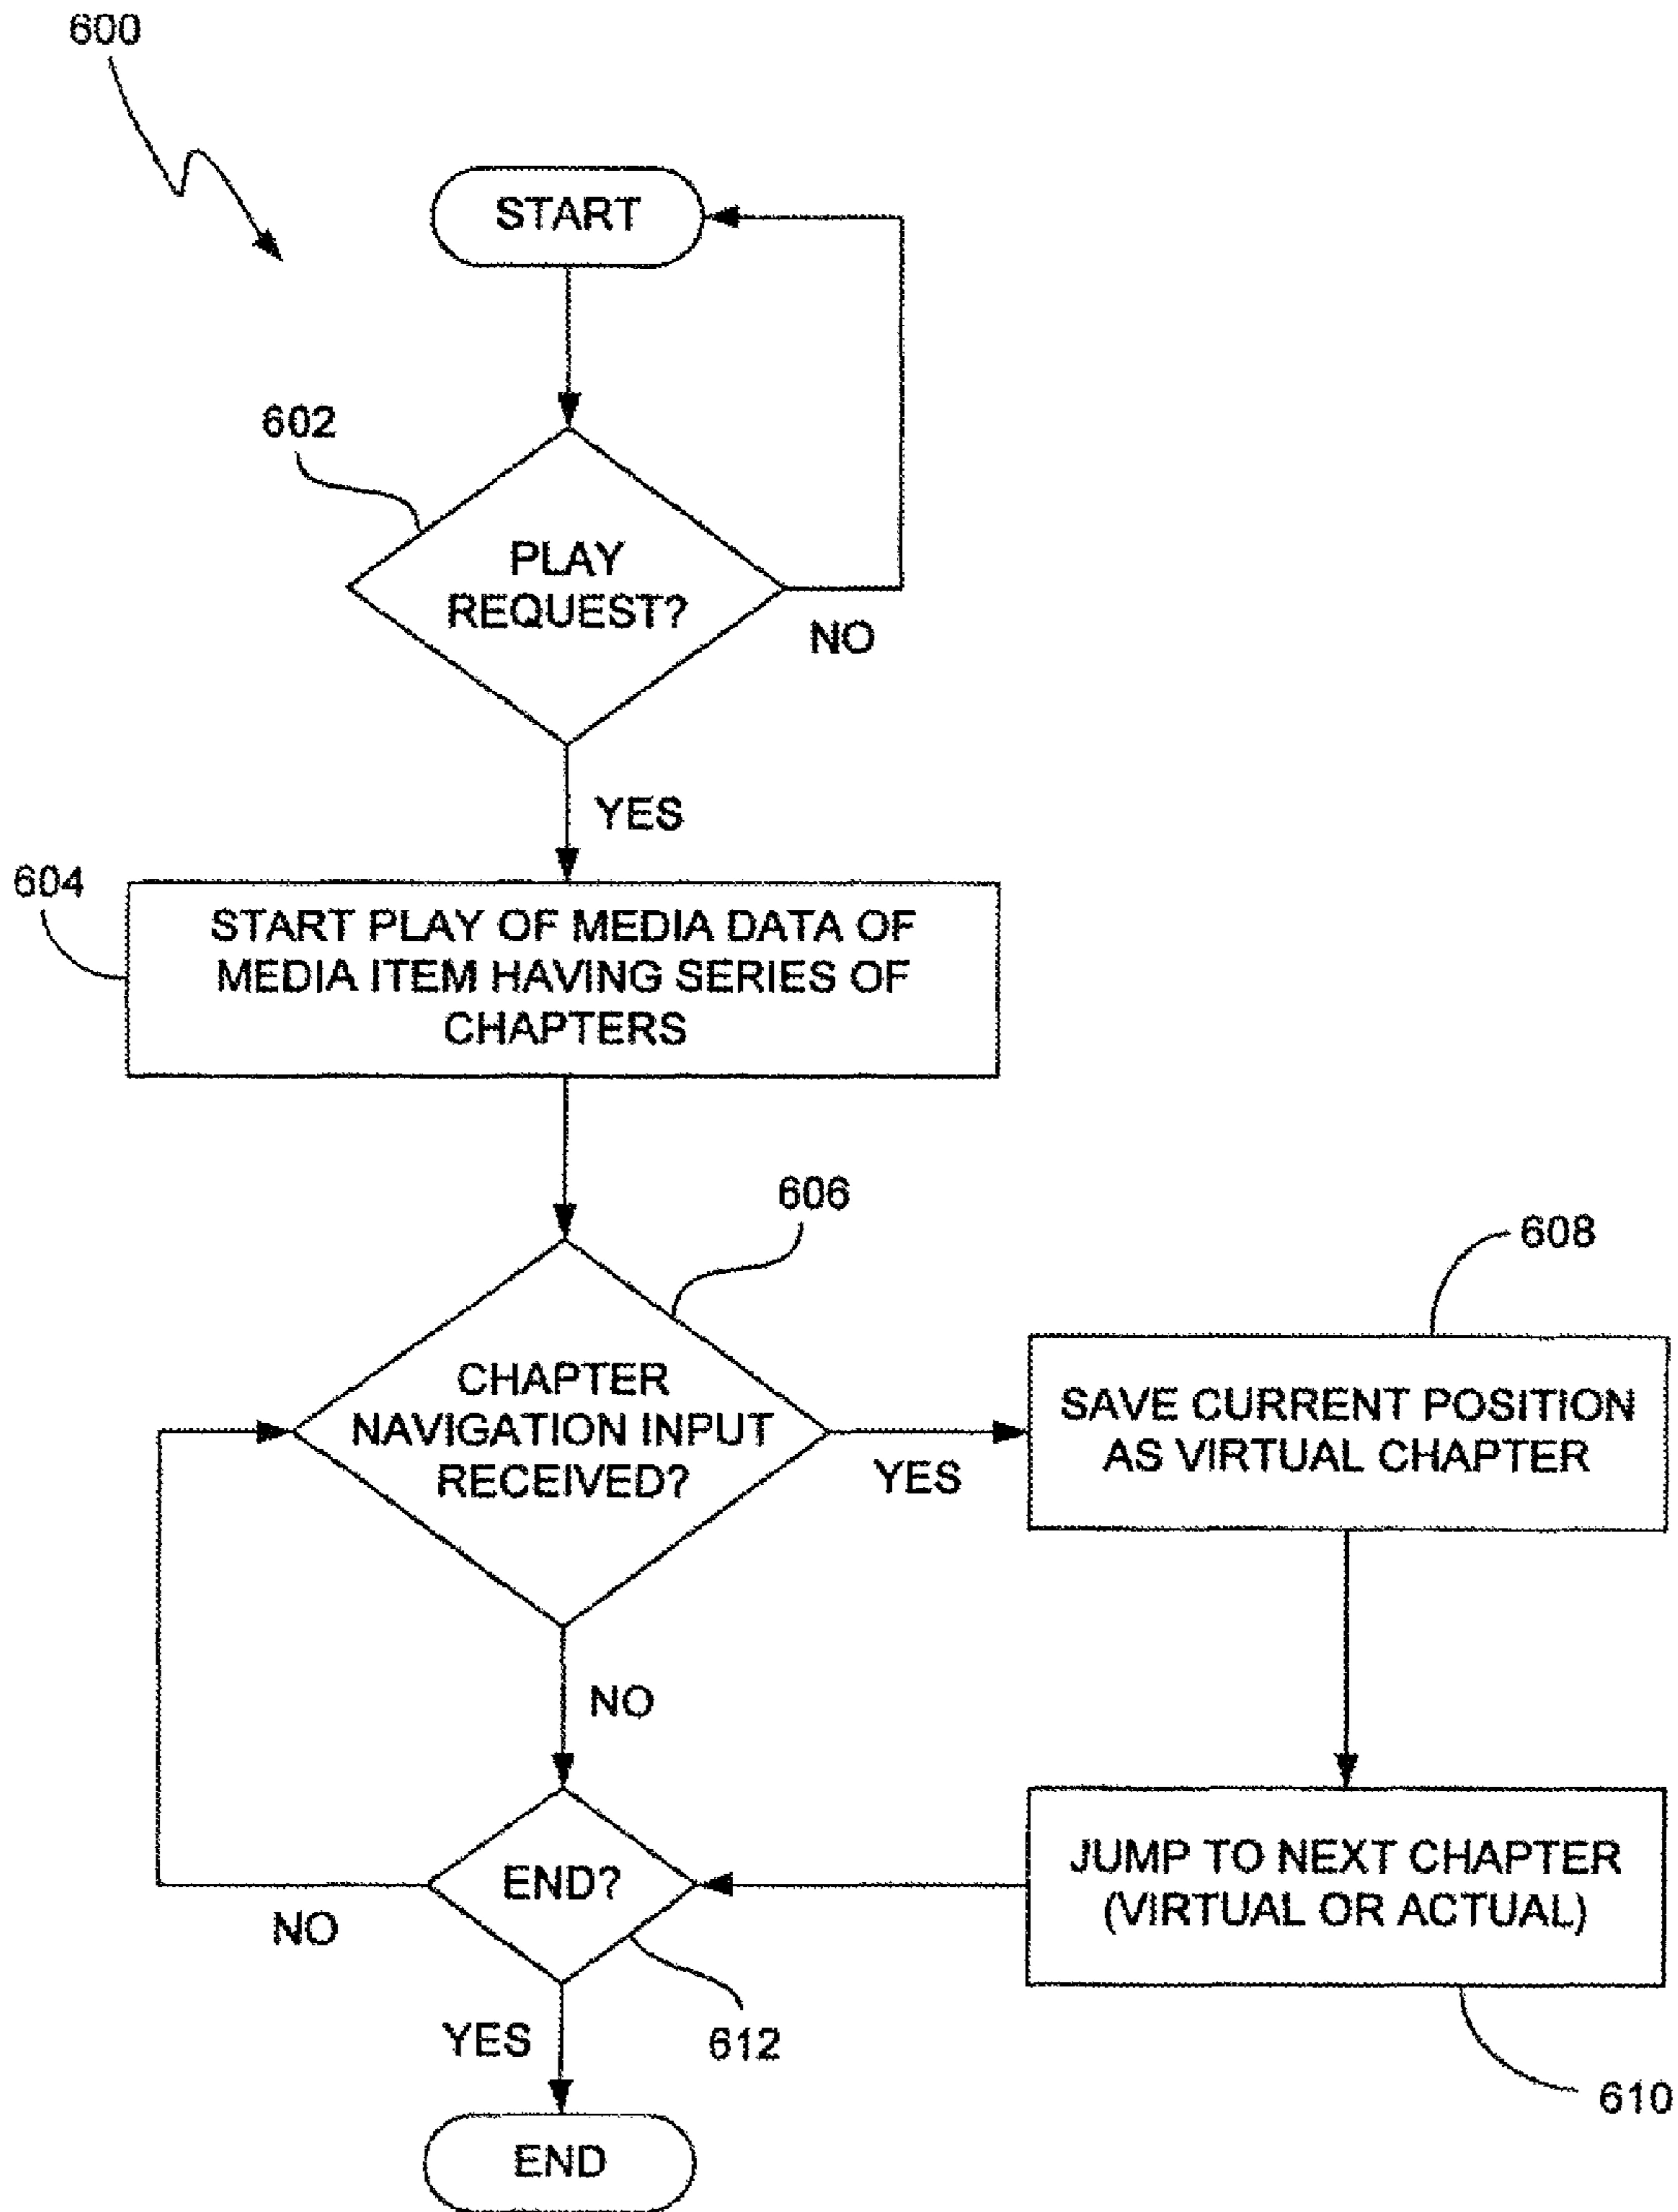 600
START
602
PLAY
REQUEST?
NO
YES
604
START PLAY OF MEDIA DATA OF
MEDIA ITEM HAVING SERIES OF
CHAPTERS
606
608
CHAPTER
NAVIGATION INPUT
RECEIVED?
YES
SAVE CURRENT POSITION
AS VIRTUAL CHAPTER
NO
END?
NO
JUMP TO NEXT CHAPTER
(VIRTUAL OR ACTUAL)
YES
612
610
END